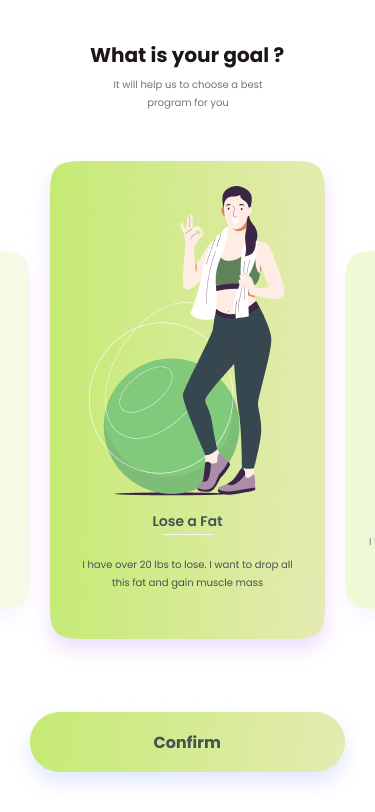 What is your goal ?
It will help us to choose a best
program for you
Lose a Fat
I have over 20 lbs to lose. I want to drop all
this fat and gain muscle mass
I
Confirm